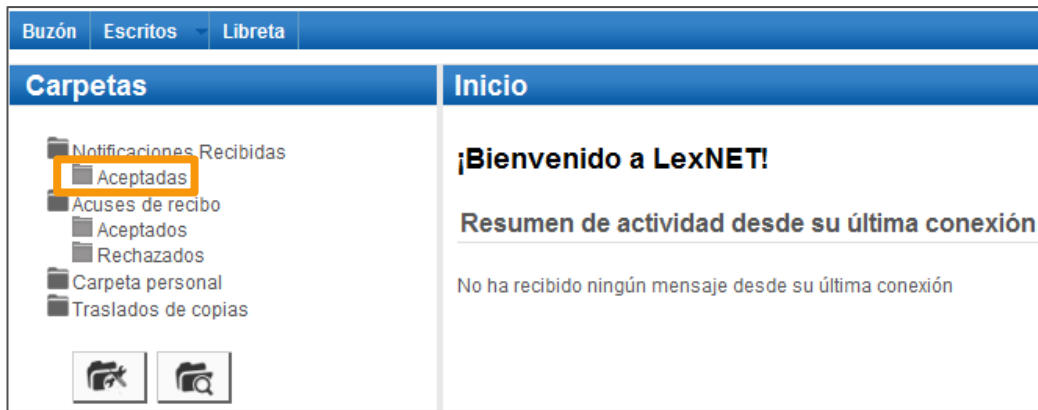 Buzón Escritos Libreta
Carpetas
Notificaciones Recibidas
Aceptadas
Acuses de recibo
Aceptados
Rechazados
Carpeta personal
Traslados de copias
Inicio
¡Bienvenido a LexNET!
Resumen de actividad desde su última conexión
No ha recibido ningún mensaje desde su última conexión